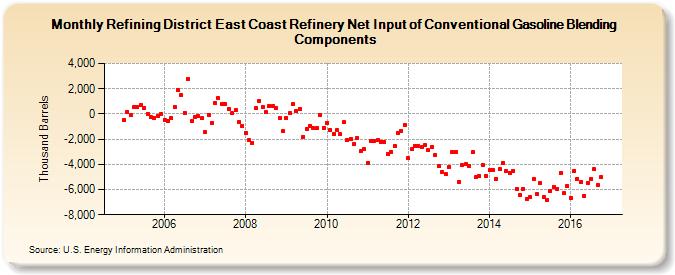 Monthly Refining District East Coast Refinery Net Input of Conventional Gasoline Blending
Components
Thousand Barrels
4,000
2,000
0
-2,000
-4,000
-6,000
-8,000
2006 2008 2010 2012 2014 2016
Source: U.S. Energy Information Administration